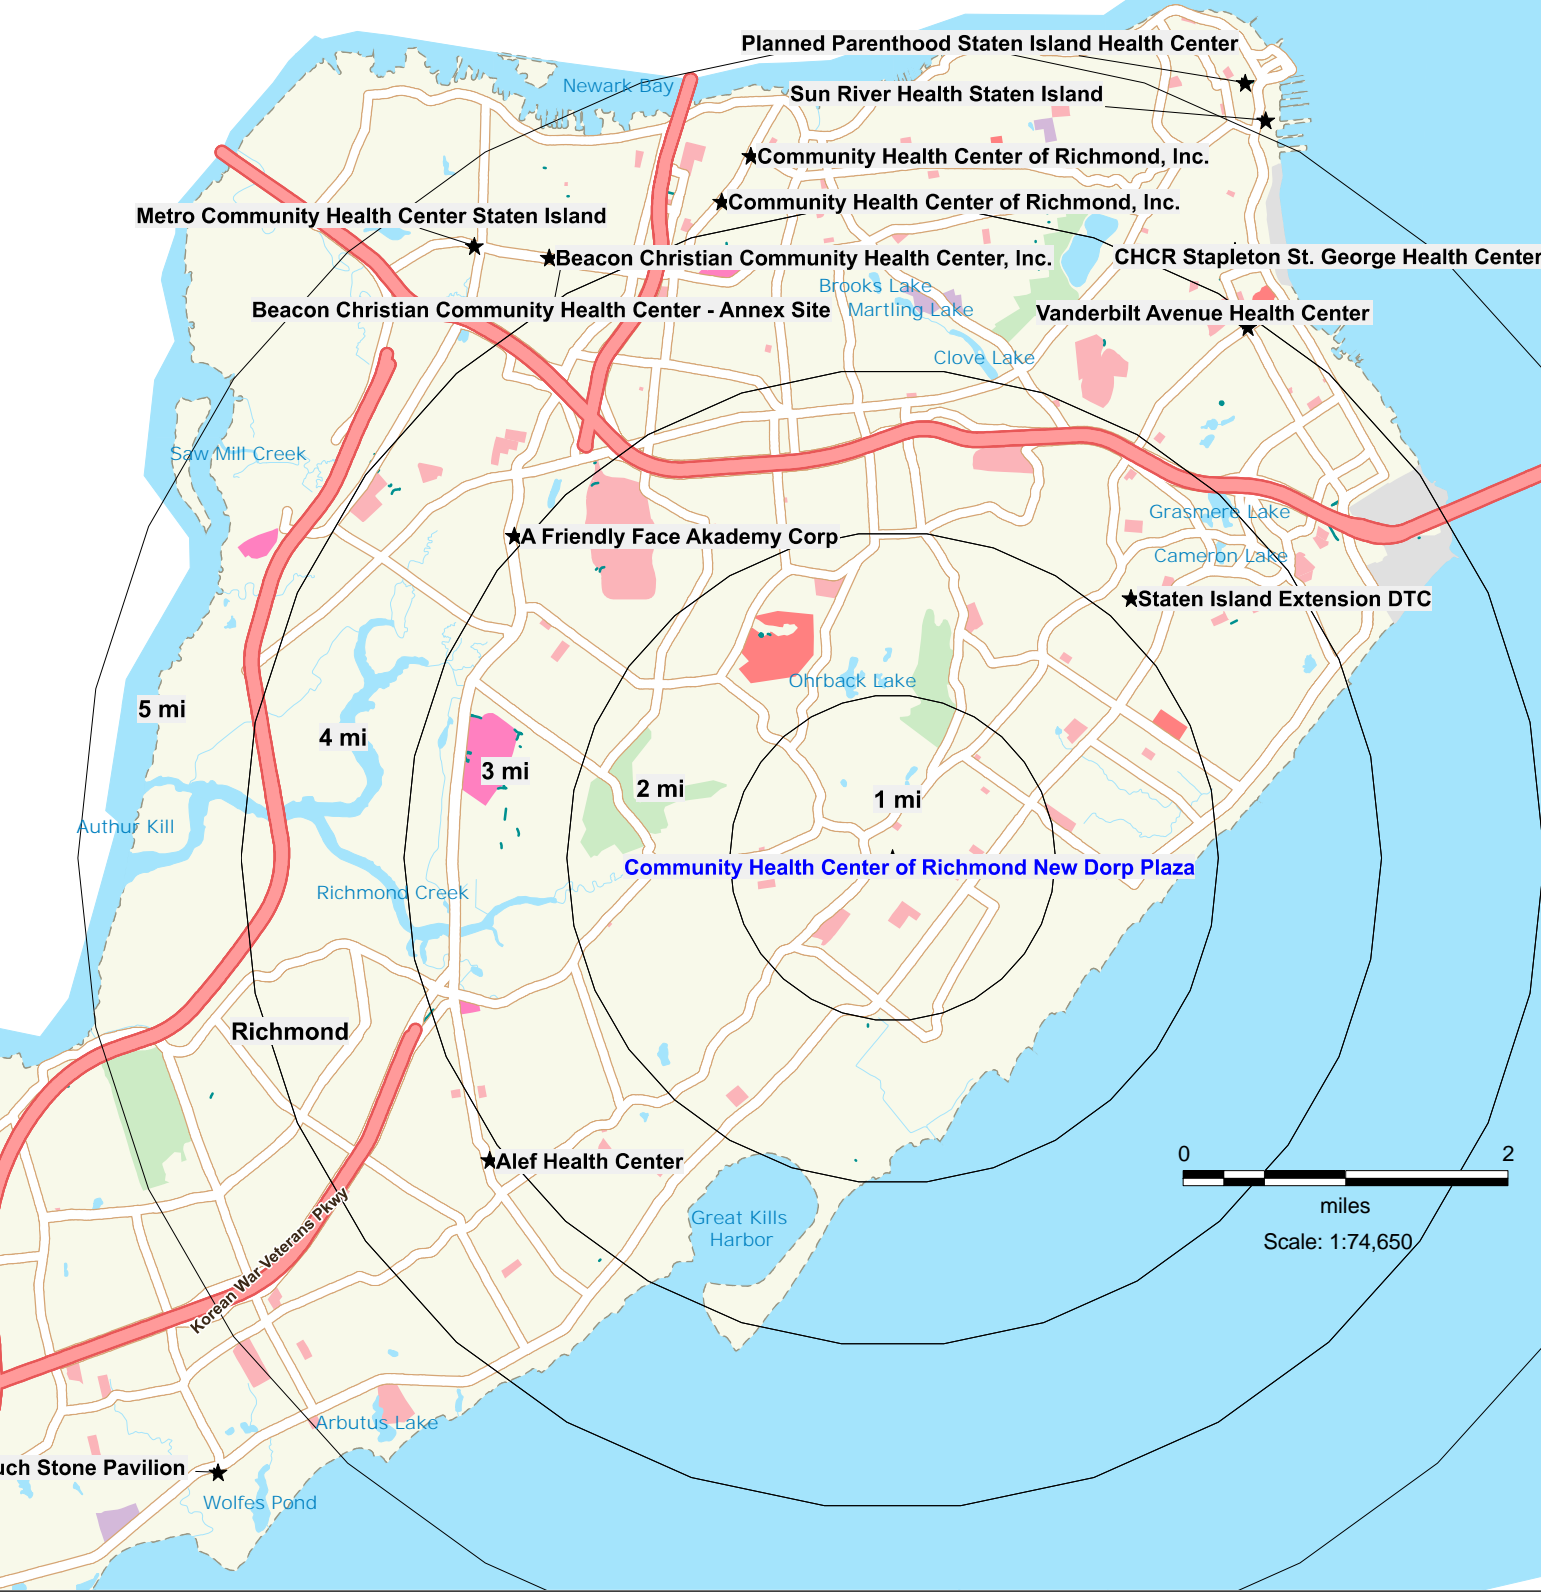 Planned Parenthood Staten Island Health Center
Newark Bay
Sun River Health Staten Island
Community Health Center of Richmond, Inc.
Community Health Center of Richmond, Inc.
Metro Community Health Center Staten Island
Beacon Christian Community Health Center, Inc.
CHCR Stapleton St. George Health Center
Brooks Lake
Beacon Christian Community Health Center - Annex Site
Martling Lake
Vanderbilt Avenue Health Center
Clove Lake
Saw Mill Creek
Grasmere Lake
A Friendly Face Akademy Corp
Cameron Lake
Staten Island Extension DTC
Ohrback Lake
5 mi
4 mi
3 mi
2 mi
1 mi
Authur Kill
Community Health Center of Richmond New Dorp Plaza
Richmond Creek
Richmond
Alef Health Center
0 2
miles
Scale: 1:74,650
Great Kills
Harbor
Korean War Veterans Pkwy
Arbutus Lake
uch Stone Pavilion
Wolfes Pond